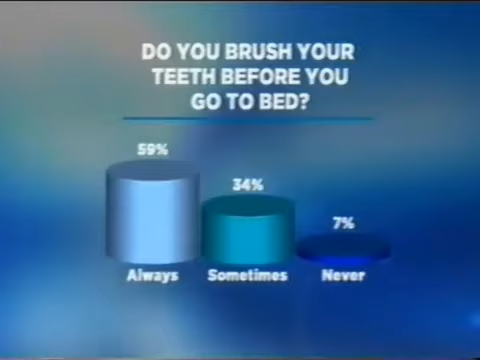 DO YOU BRUSH YOUR
TEETH BEFORE YOU
GO TO BED?
59%
34%
7%
Always
Sometimes
Never